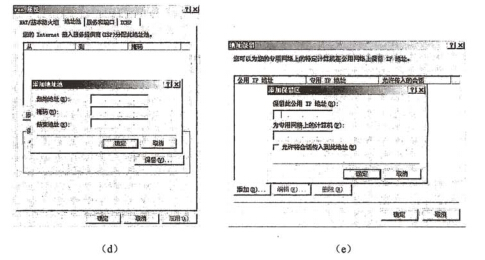 NAT/基本防火墙 地址池 服务和端口 ICMP
您的 Internet 服务提供商(ISP)分配此地址池。
从 到 掩码
添加地址池
起始地址(S):
掩码(M):
结束地址(E):
确定 取消
保留(V)...
确定 取消 应用(A)
(d)
地址保留
您可以为您的专用网络上的特定计算机保留公用网络上 IP 地址。
公用 IP 地址 专用 IP 地址 允许传入的会话
添加保留区
保留此公用 IP 地址(R):
为专用网络上的计算机(F):
允许将会话传入到此地址(A)
确定 取消
添加(D)... 编辑(E)... 删除(R)
确定 取消
(e)